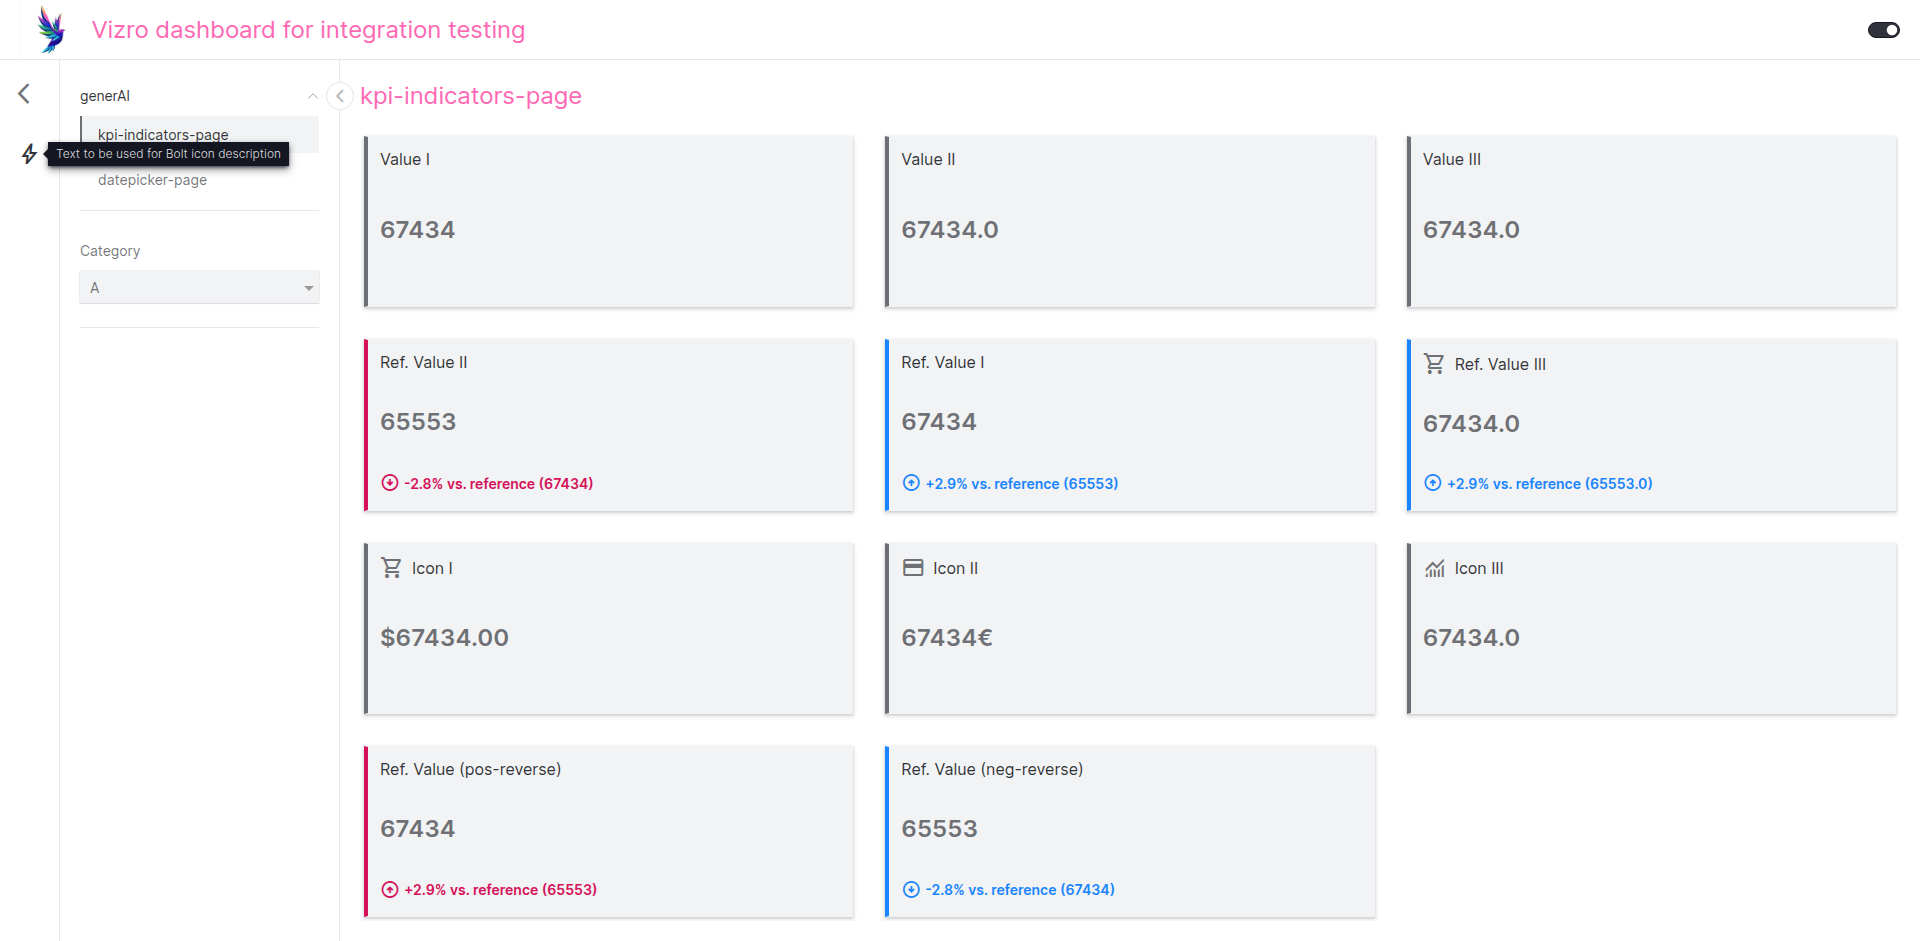 Vizro dashboard for integration testing
generAI
kpi-indicators-page
Text to be used for Bolt icon description
datepicker-page
Category
A
kpi-indicators-page
Value I
67434
Value II
67434.0
Value III
67434.0
Ref. Value II
65553
-2.8% vs. reference (67434)
Ref. Value I
67434
+2.9% vs. reference (65553)
Ref. Value III
67434.0
+2.9% vs. reference (65553.0)
Icon I
$67434.00
Icon II
67434€
Icon III
67434.0
Ref. Value (pos-reverse)
67434
+2.9% vs. reference (65553)
Ref. Value (neg-reverse)
65553
-2.8% vs. reference (67434)